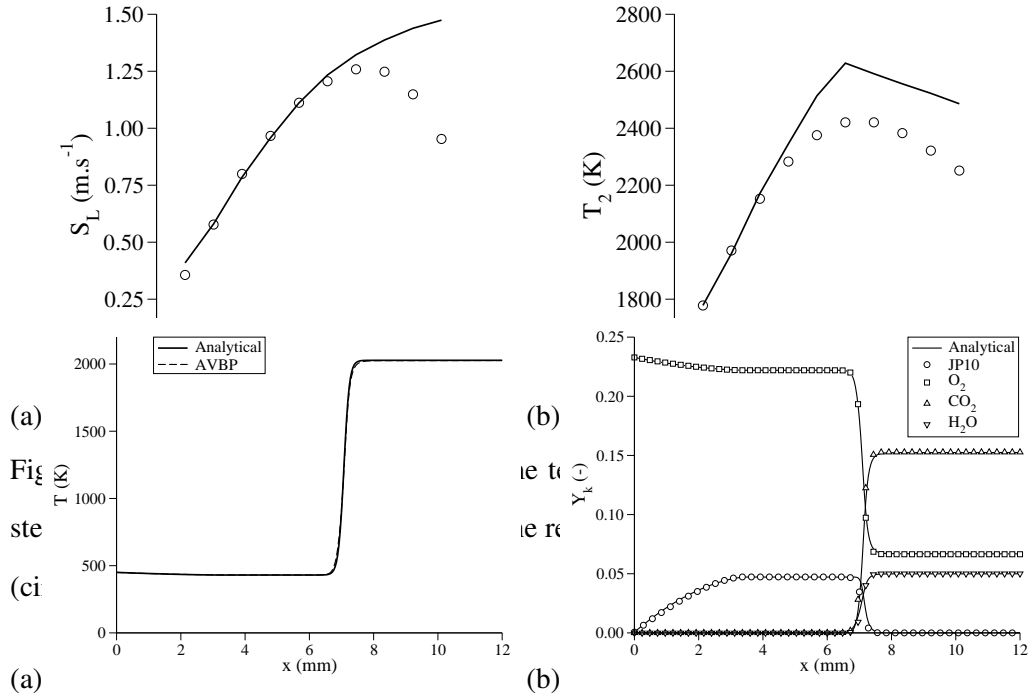 1.50
1.25
1.00
0.75
0.50
0.25
S_L (m.s^-1)
2800
2600
2400
2200
2000
1800
T_2 (K)
Analytical
AVBP
2000
1500
1000
500
0
T (K)
0 2 4 6 8 10 12
x (mm)
0.25
0.20
0.15
0.10
0.05
0.00
Y_k (-)
Analytical
JP10
O_2
CO_2
H_2O
0 2 4 6 8 10 12
x (mm)
(a)
(b)
(a)
(b)